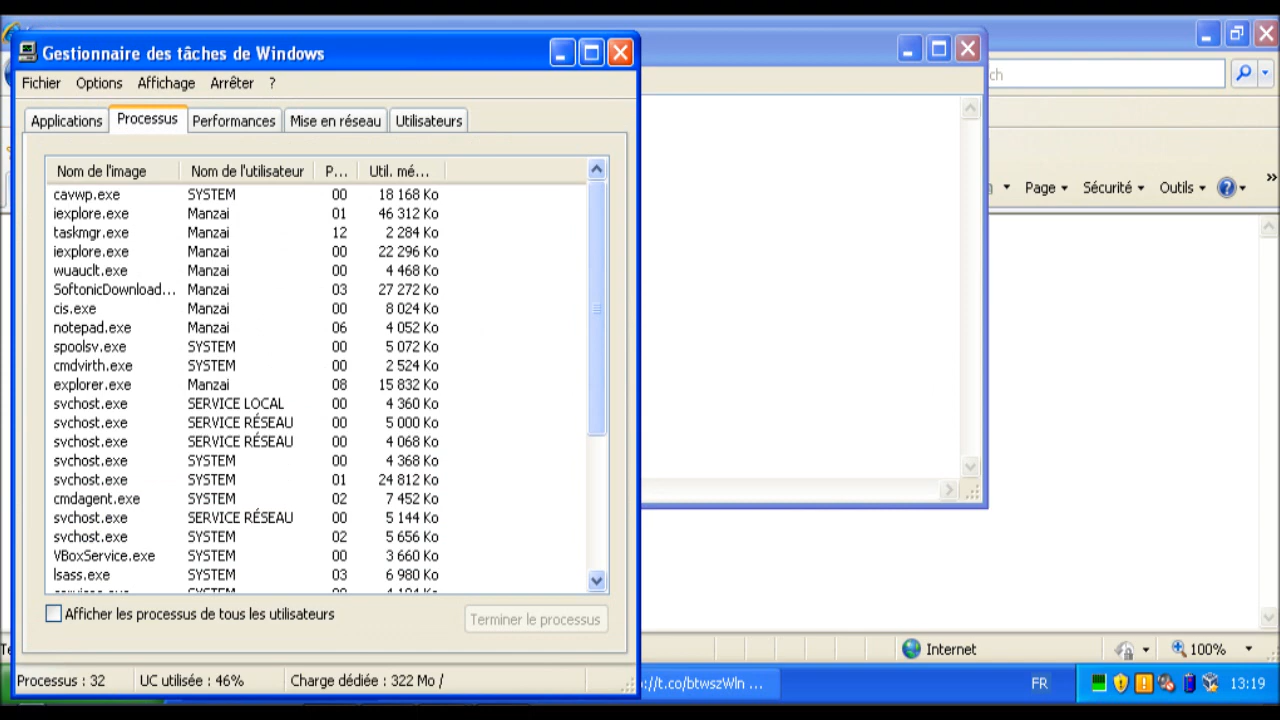 Gestionnaire des tâches de Windows
Fichier Options Affichage Arrêter ?
ch
Applications Processus Performances Mise en réseau Utilisateurs
Nom de l'image Nom de l'utilisateur P... Util. mé...
Page Sécurité Outils ? »
cavwp.exe SYSTEM 00 18 168 Ko
iexplore.exe Manzai 01 46 312 Ko
taskmgr.exe Manzai 12 2 284 Ko
iexplore.exe Manzai 00 22 296 Ko
wuauclt.exe Manzai 00 4 468 Ko
SoftonicDownload... Manzai 03 27 272 Ko
cis.exe Manzai 00 8 024 Ko
notepad.exe Manzai 06 4 052 Ko
spoolsv.exe SYSTEM 00 5 072 Ko
cmdvirth.exe SYSTEM 00 2 524 Ko
explorer.exe Manzai 08 15 832 Ko
svchost.exe SERVICE LOCAL 00 4 360 Ko
svchost.exe SERVICE RÉSEAU 00 5 000 Ko
svchost.exe SERVICE RÉSEAU 00 4 068 Ko
svchost.exe SYSTEM 00 4 368 Ko
svchost.exe SYSTEM 01 24 812 Ko
cmdagent.exe SYSTEM 02 7 452 Ko
svchost.exe SERVICE RÉSEAU 00 5 144 Ko
svchost.exe SYSTEM 02 5 656 Ko
VBoxService.exe SYSTEM 00 3 660 Ko
lsass.exe SYSTEM 03 6 980 Ko
Afficher les processus de tous les utilisateurs Terminer le processus
Te Internet 100%
Processus : 32 UC utilisée : 46% Charge dédiée : 322 Mo /
://t.co/btwszWln ... FR 13:19